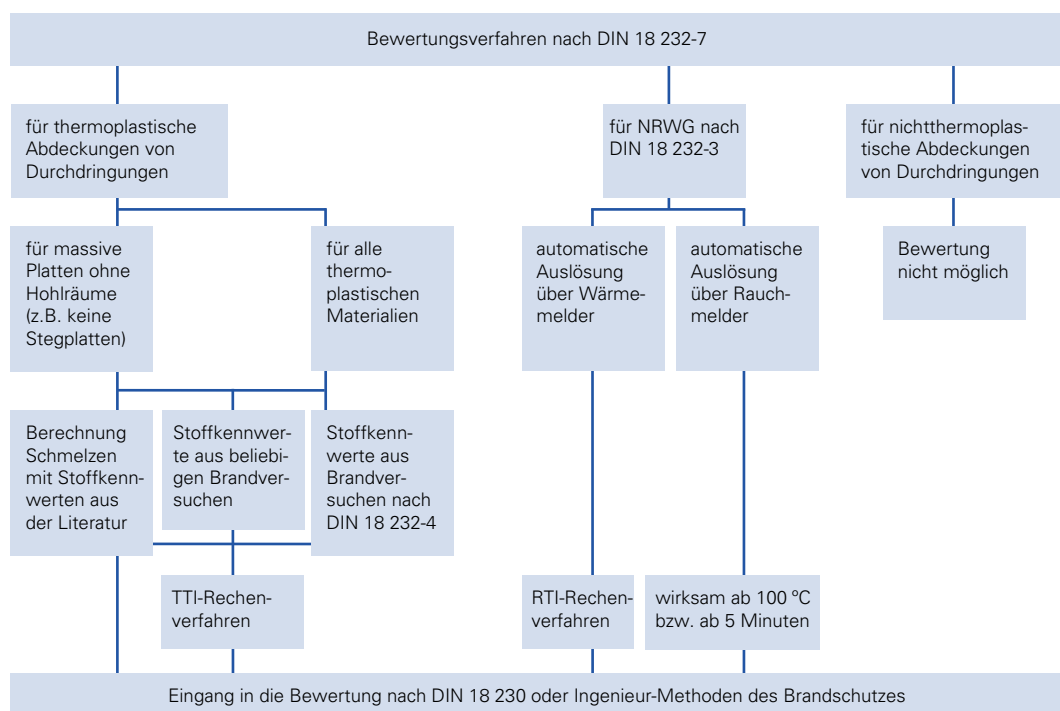 Bewertungsverfahren nach DIN 18 232-7
für thermoplastische
Abdeckungen von
Durchdringungen
für NRWG nach
DIN 18 232-3
für nichtthermoplas-
tische Abdeckungen
von Durchdringungen
für massive
Platten ohne
Hohlräume
(z.B. keine
Stegplatten)
für alle
thermo-
plastischen
Materialien
automatische
Auslösung
über Wärme-
melder
automatische
Auslösung
über Rauch-
melder
Bewertung
nicht möglich
Berechnung
Schmelzen
mit Stoffkenn-
werten aus
der Literatur
Stoffkennwer-
te aus beliebi-
gen Brandver-
suchen
Stoffkenn-
werte aus
Brandver-
suchen nach
DIN 18 232-4
TTI-Rechen-
verfahren
RTI-Rechen-
verfahren
wirksam ab 100 ºC
bzw. ab 5 Minuten
Eingang in die Bewertung nach DIN 18 230 oder Ingenieur-Methoden des Brandschutzes